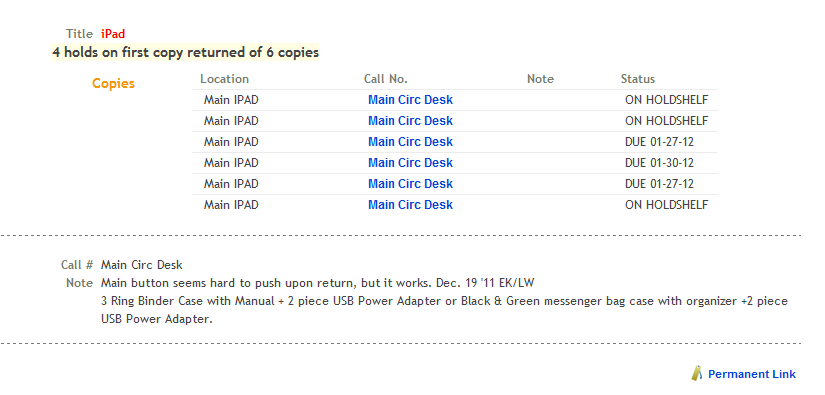 Title iPad
4 holds on first copy returned of 6 copies
Copies Location Call No. Note Status
Main IPAD Main Circ Desk ON HOLDSHELF
Main IPAD Main Circ Desk ON HOLDSHELF
Main IPAD Main Circ Desk DUE 01-27-12
Main IPAD Main Circ Desk DUE 01-30-12
Main IPAD Main Circ Desk DUE 01-27-12
Main IPAD Main Circ Desk ON HOLDSHELF
Call # Main Circ Desk
Note Main button seems hard to push upon return, but it works. Dec. 19 '11 EK/LW
3 Ring Binder Case with Manual + 2 piece USB Power Adapter or Black & Green messenger bag case with organizer +2 piece
USB Power Adapter.
Permanent Link